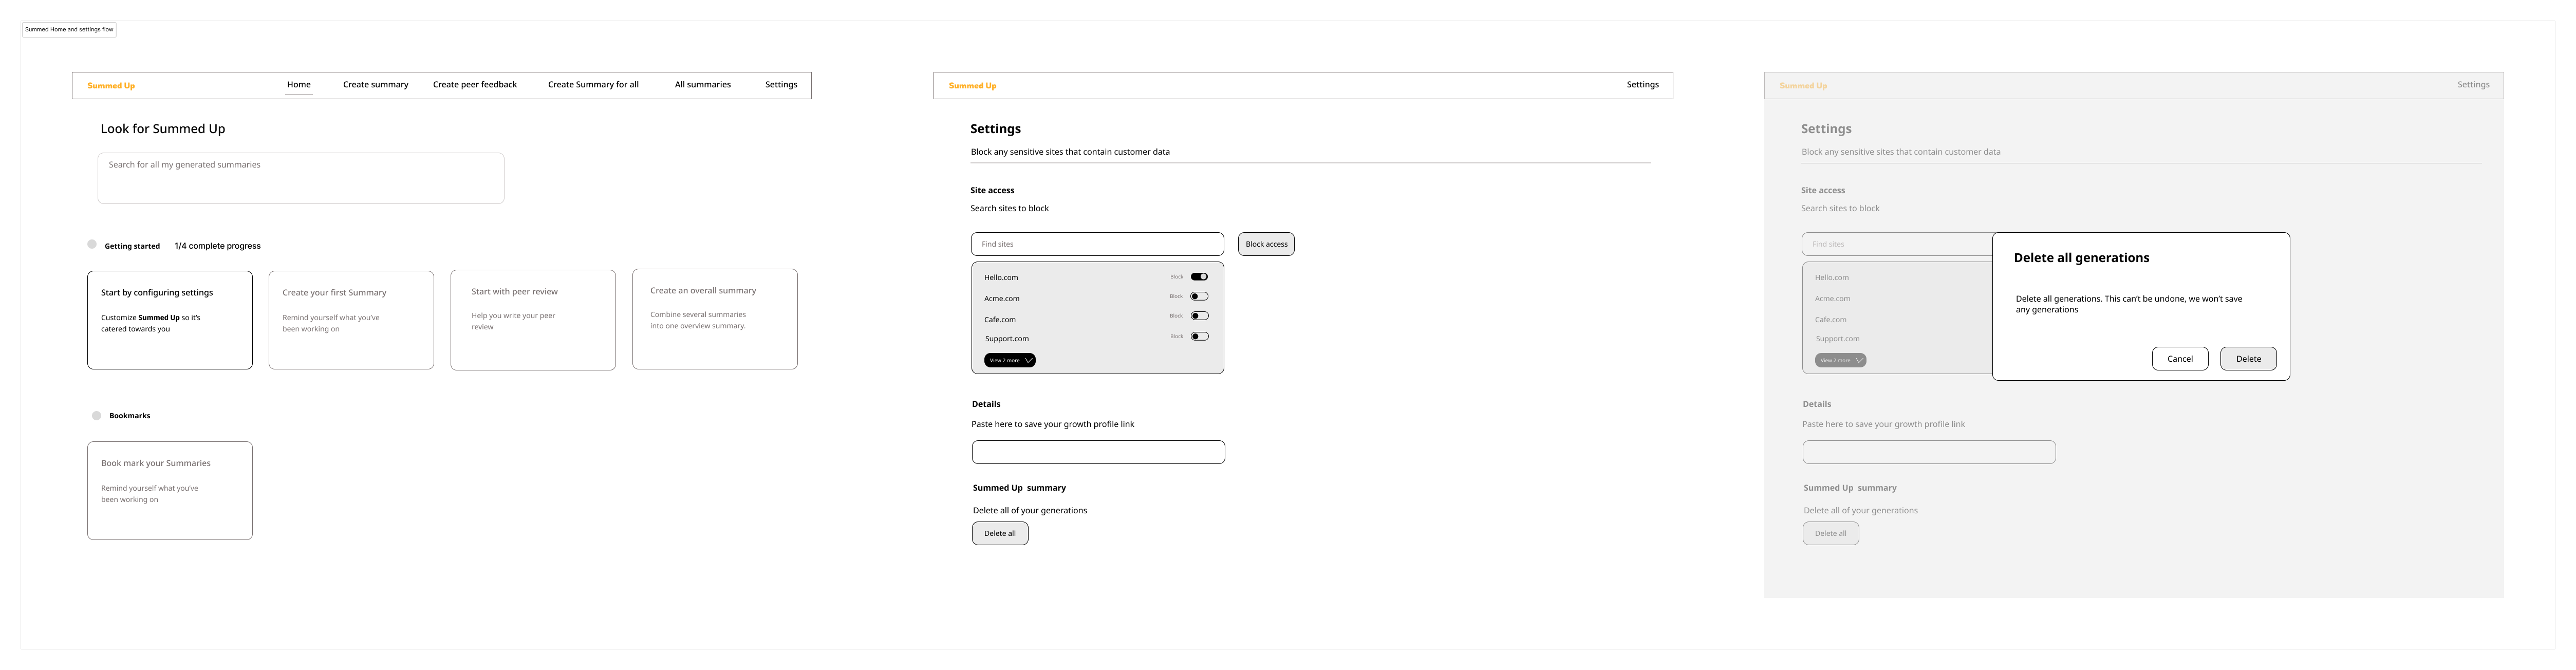 Summed Home and settings flow
Summed Up
Home
Create summary
Create peer feedback
Create Summary for all
All summaries
Settings
Look for Summed Up
Search for all my generated summaries
Getting started
1/4 complete progress
Start by configuring settings
Customize Summed Up so it's
catered towards you
Create your first Summary
Remind yourself what you've
been working on
Start with peer review
Help you write your peer
review
Create an overall summary
Combine several summaries
into one overview summary.
Bookmarks
Book mark your Summaries
Remind yourself what you've
been working on
Summed Up
Settings
Settings
Block any sensitive sites that contain customer data
Site access
Search sites to block
Find sites
Block access
Hello.com
Block
Acme.com
Block
Cafe.com
Block
Support.com
Block
View 2 more
Details
Paste here to save your growth profile link
Summed Up  summary
Delete all of your generations
Delete all
Summed Up
Settings
Settings
Block any sensitive sites that contain customer data
Site access
Search sites to block
Find sites
Hello.com
Acme.com
Cafe.com
Support.com
View 2 more
Delete all generations
Delete all generations. This can't be undone, we won't save
any generations
Cancel
Delete
Details
Paste here to save your growth profile link
Summed Up  summary
Delete all of your generations
Delete all